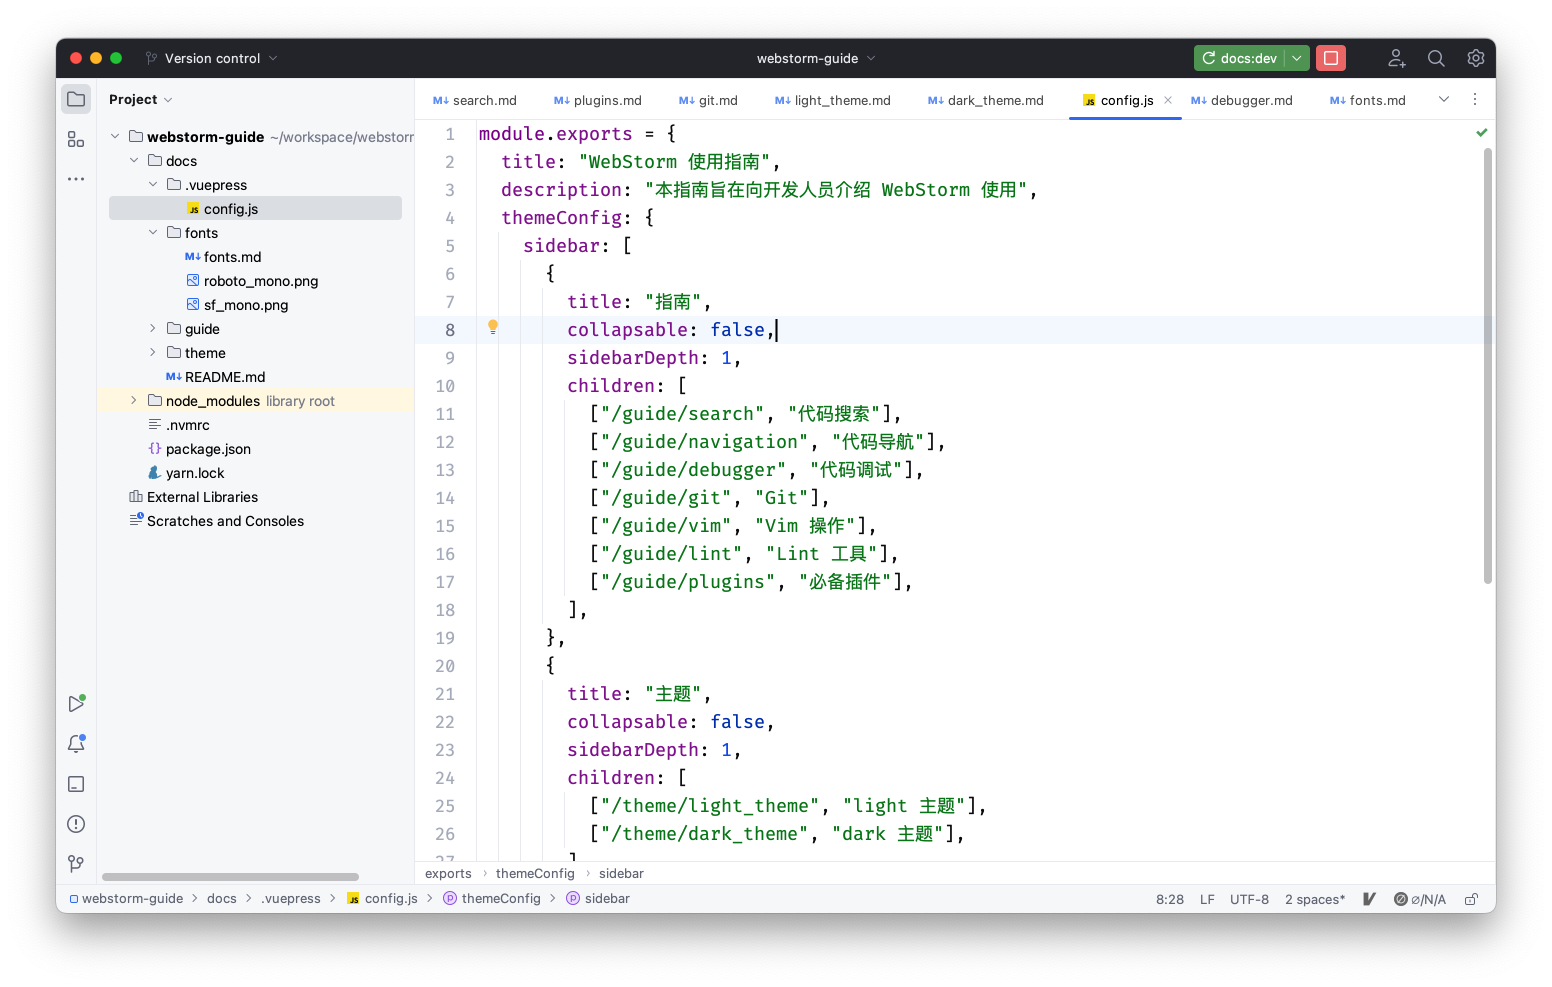 Version control
webstorm-guide
docs:dev
Project
search.md
plugins.md
git.md
light_theme.md
dark_theme.md
config.js
debugger.md
fonts.md
webstorm-guide ~/workspace/webstorr
docs
.vuepress
config.js
fonts
fonts.md
roboto_mono.png
sf_mono.png
guide
theme
README.md
node_modules library root
.nvmrc
package.json
yarn.lock
External Libraries
Scratches and Consoles
1 module.exports = {
2 title: "WebStorm 使用指南",
3 description: "本指南旨在向开发人员介绍 WebStorm 使用",
4 themeConfig: {
5 sidebar: [
6 {
7 title: "指南",
8 collapsable: false,
9 sidebarDepth: 1,
10 children: [
11 ["/guide/search", "代码搜索"],
12 ["/guide/navigation", "代码导航"],
13 ["/guide/debugger", "代码调试"],
14 ["/guide/git", "Git"],
15 ["/guide/vim", "Vim 操作"],
16 ["/guide/lint", "Lint 工具"],
17 ["/guide/plugins", "必备插件"],
18 ],
19 },
20 {
21 title: "主题",
22 collapsable: false,
23 sidebarDepth: 1,
24 children: [
25 ["/theme/light_theme", "light 主题"],
26 ["/theme/dark_theme", "dark 主题"],
27 ]
exports › themeConfig › sidebar
webstorm-guide > docs > .vuepress > config.js > themeConfig > sidebar
8:28 LF UTF-8 2 spaces* ∅/N/A